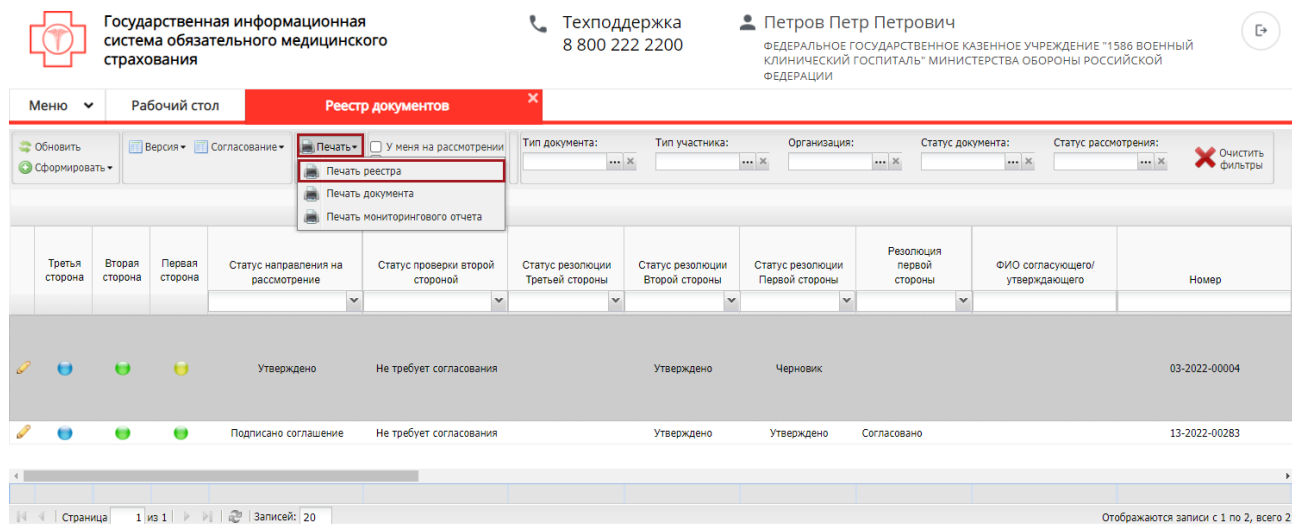 Государственная информационная
система обязательного медицинского
страхования
Техподдержка
8 800 222 2200
Петров Петр Петрович
ФЕДЕРАЛЬНОЕ ГОСУДАРСТВЕННОЕ КАЗЕННОЕ УЧРЕЖДЕНИЕ "1586 ВОЕННЫЙ
КЛИНИЧЕСКИЙ ГОСПИТАЛЬ" МИНИСТЕРСТВА ОБОРОНЫ РОССИЙСКОЙ
ФЕДЕРАЦИИ
Меню Рабочий стол Реестр документов
Обновить Версия Согласование Печать У меня на рассмотрении Тип документа: Тип участника: Организация: Статус документа: Статус рассмотрения: Очистить
фильтры
Сформировать
Печать реестра
Печать документа
Печать мониторингового отчета
Третья
сторона
Вторая
сторона
Первая
сторона
Статус направления на
рассмотрение
Статус проверки второй
стороной
Статус резолюции
Третьей стороны
Статус резолюции
Второй стороны
Статус резолюции
Первой стороны
Резолюция
первой
стороны
ФИО согласующего/
утверждающего
Номер
Утверждено Не требует согласования Утверждено Черновик 03-2022-00004
Подписано соглашение Не требует согласования Утверждено Утверждено Согласовано 13-2022-00283
Страница 1 из 1 Записей: 20 Отображаются записи с 1 по 2, всего 2